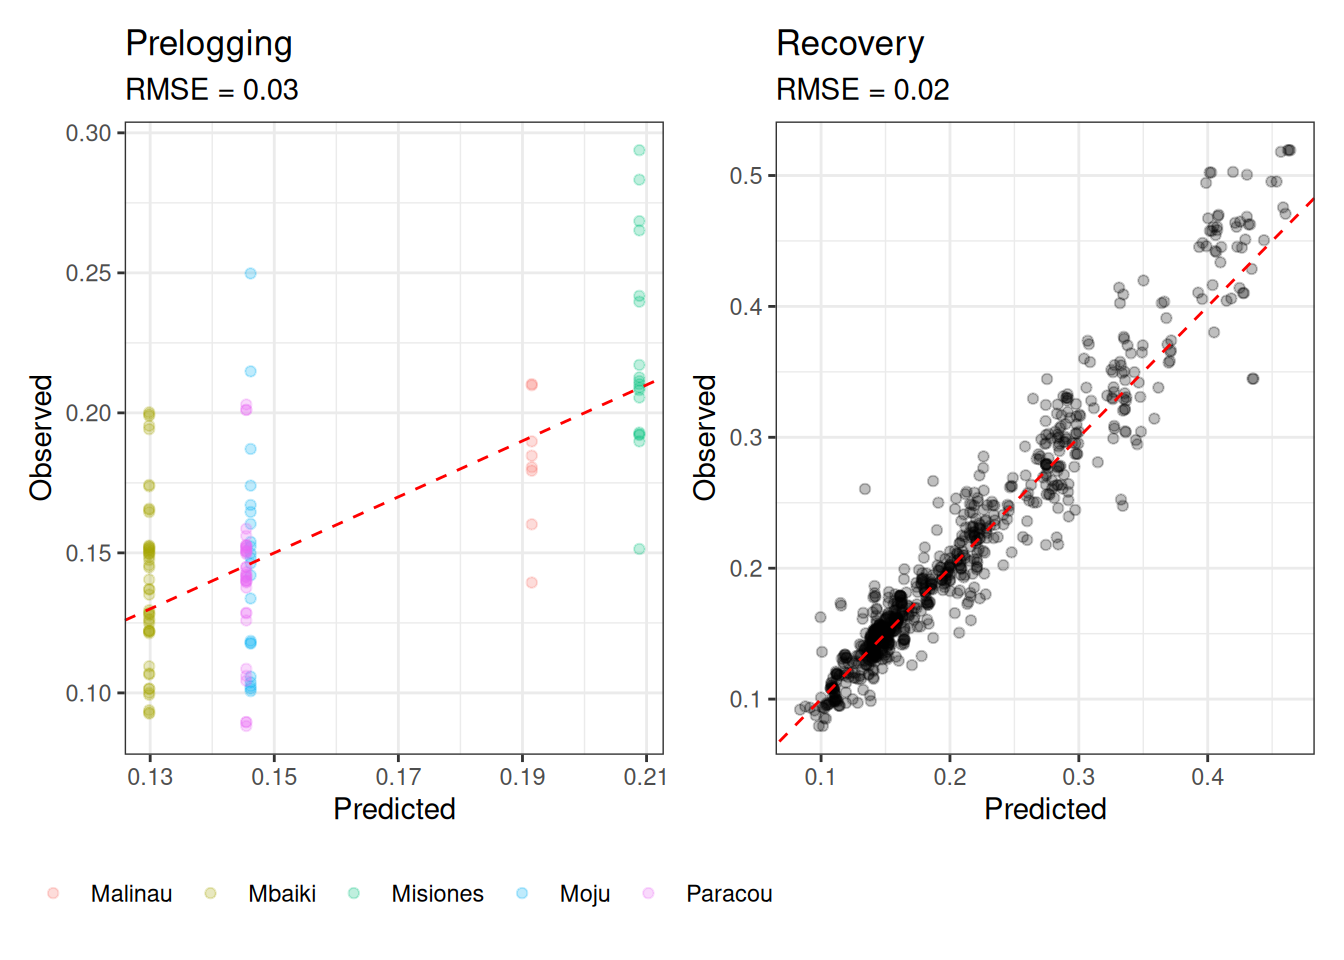 Prelogging
RMSE = 0.03
0.30
0.25
0.20
0.15
0.10
Observed
0.13 0.15 0.17 0.19 0.21
Predicted
Recovery
RMSE = 0.02
0.5
0.4
0.3
0.2
0.1
Observed
0.1 0.2 0.3 0.4
Predicted
Malinau Mbaiki Misiones Moju Paracou